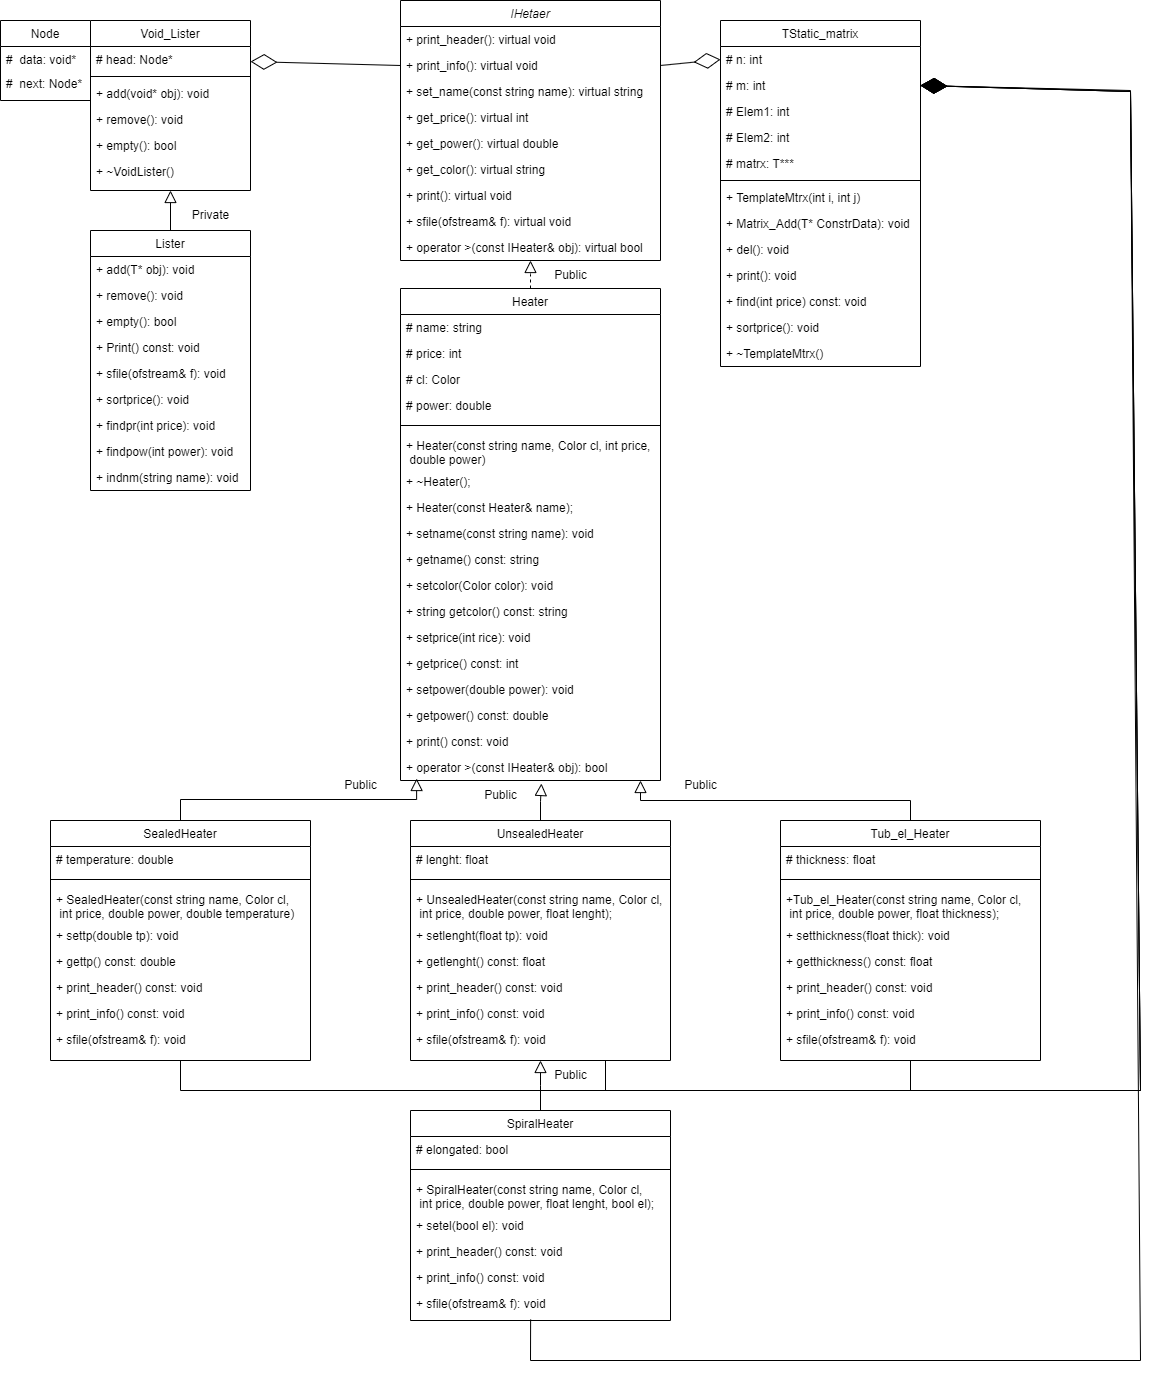 Node
#  data: void*
#  next: Node*
Void_Lister
# head: Node*
+ add(void* obj): void
+ remove(): void
+ empty(): bool
+ ~VoidLister()
Private
Lister
+ add(T* obj): void
+ remove(): void
+ empty(): bool
+ Print() const: void
+ sfile(ofstream& f): void
+ sortprice(): void
+ findpr(int price): void
+ findpow(int power): void
+ indnm(string name): void
IHetaer
+ print_header(): virtual void
+ print_info(): virtual void
+ set_name(const string name): virtual string
+ get_price(): virtual int
+ get_power(): virtual double
+ get_color(): virtual string
+ print(): virtual void
+ sfile(ofstream& f): virtual void
+ operator >(const IHeater& obj): virtual bool
Public
TStatic_matrix
# n: int
# m: int
# Elem1: int
# Elem2: int
# matrx: T***
+ TemplateMtrx(int i, int j)
+ Matrix_Add(T* ConstrData): void
+ del(): void
+ print(): void
+ find(int price) const: void
+ sortprice(): void
+ ~TemplateMtrx()
Heater
# name: string
# price: int
# cl: Color
# power: double
+ Heater(const string name, Color cl, int price,
double power)
+ ~Heater();
+ Heater(const Heater& name);
+ setname(const string name): void
+ getname() const: string
+ setcolor(Color color): void
+ string getcolor() const: string
+ setprice(int rice): void
+ getprice() const: int
+ setpower(double power): void
+ getpower() const: double
+ print() const: void
+ operator >(const IHeater& obj): bool
Public
Public
Public
SealedHeater
# temperature: double
+ SealedHeater(const string name, Color cl,
int price, double power, double temperature)
+ settp(double tp): void
+ gettp() const: double
+ print_header() const: void
+ print_info() const: void
+ sfile(ofstream& f): void
UnsealedHeater
# lenght: float
+ UnsealedHeater(const string name, Color cl,
int price, double power, float lenght);
+ setlenght(float tp): void
+ getlenght() const: float
+ print_header() const: void
+ print_info() const: void
+ sfile(ofstream& f): void
Tub_el_Heater
# thickness: float
+Tub_el_Heater(const string name, Color cl,
int price, double power, float thickness);
+ setthickness(float thick): void
+ getthickness() const: float
+ print_header() const: void
+ print_info() const: void
+ sfile(ofstream& f): void
Public
SpiralHeater
# elongated: bool
+ SpiralHeater(const string name, Color cl,
int price, double power, float lenght, bool el);
+ setel(bool el): void
+ print_header() const: void
+ print_info() const: void
+ sfile(ofstream& f): void